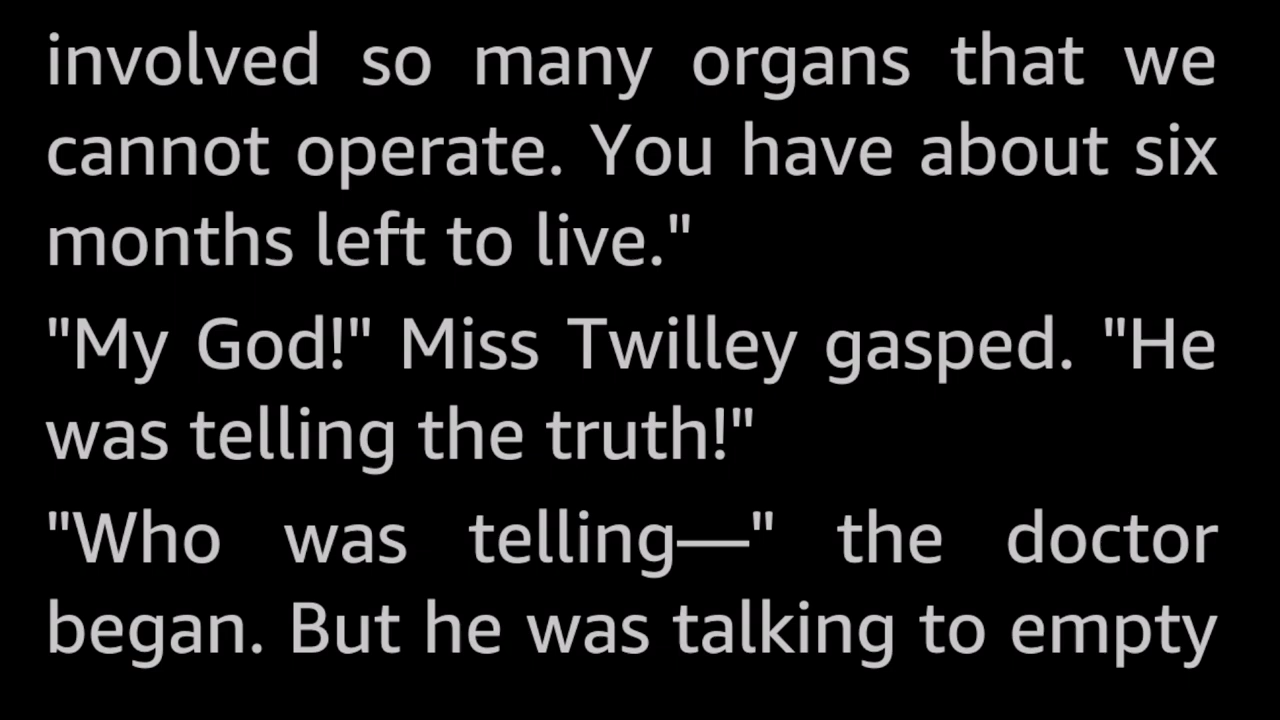 involved so many organs that we
cannot operate. You have about six
months left to live."
"My God!" Miss Twilley gasped. "He
was telling the truth!"
"Who was telling—" the doctor
began. But he was talking to empty